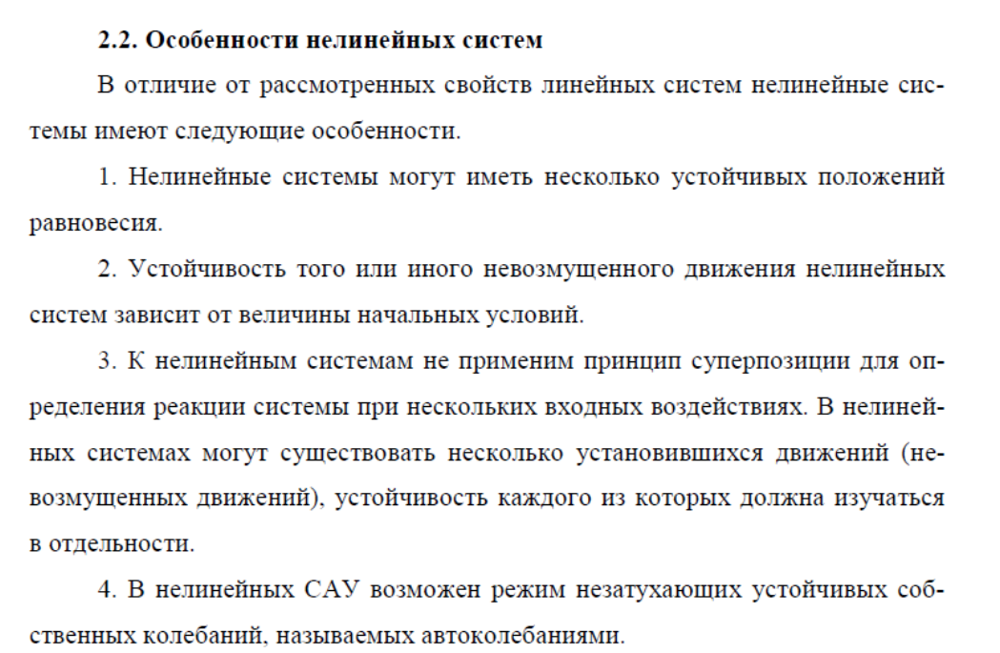 2.2. Особенности нелинейных систем
В отличие от рассмотренных свойств линейных систем нелинейные сис-
темы имеют следующие особенности.
1. Нелинейные системы могут иметь несколько устойчивых положений
равновесия.
2. Устойчивость того или иного невозмущенного движения нелинейных
систем зависит от величины начальных условий.
3. К нелинейным системам не применим принцип суперпозиции для оп-
ределения реакции системы при нескольких входных воздействиях. В нелиней-
ных системах могут существовать несколько установившихся движений (не-
возмущенных движений), устойчивость каждого из которых должна изучаться
в отдельности.
4. В нелинейных САУ возможен режим незатухающих устойчивых соб-
ственных колебаний, называемых автоколебаниями.